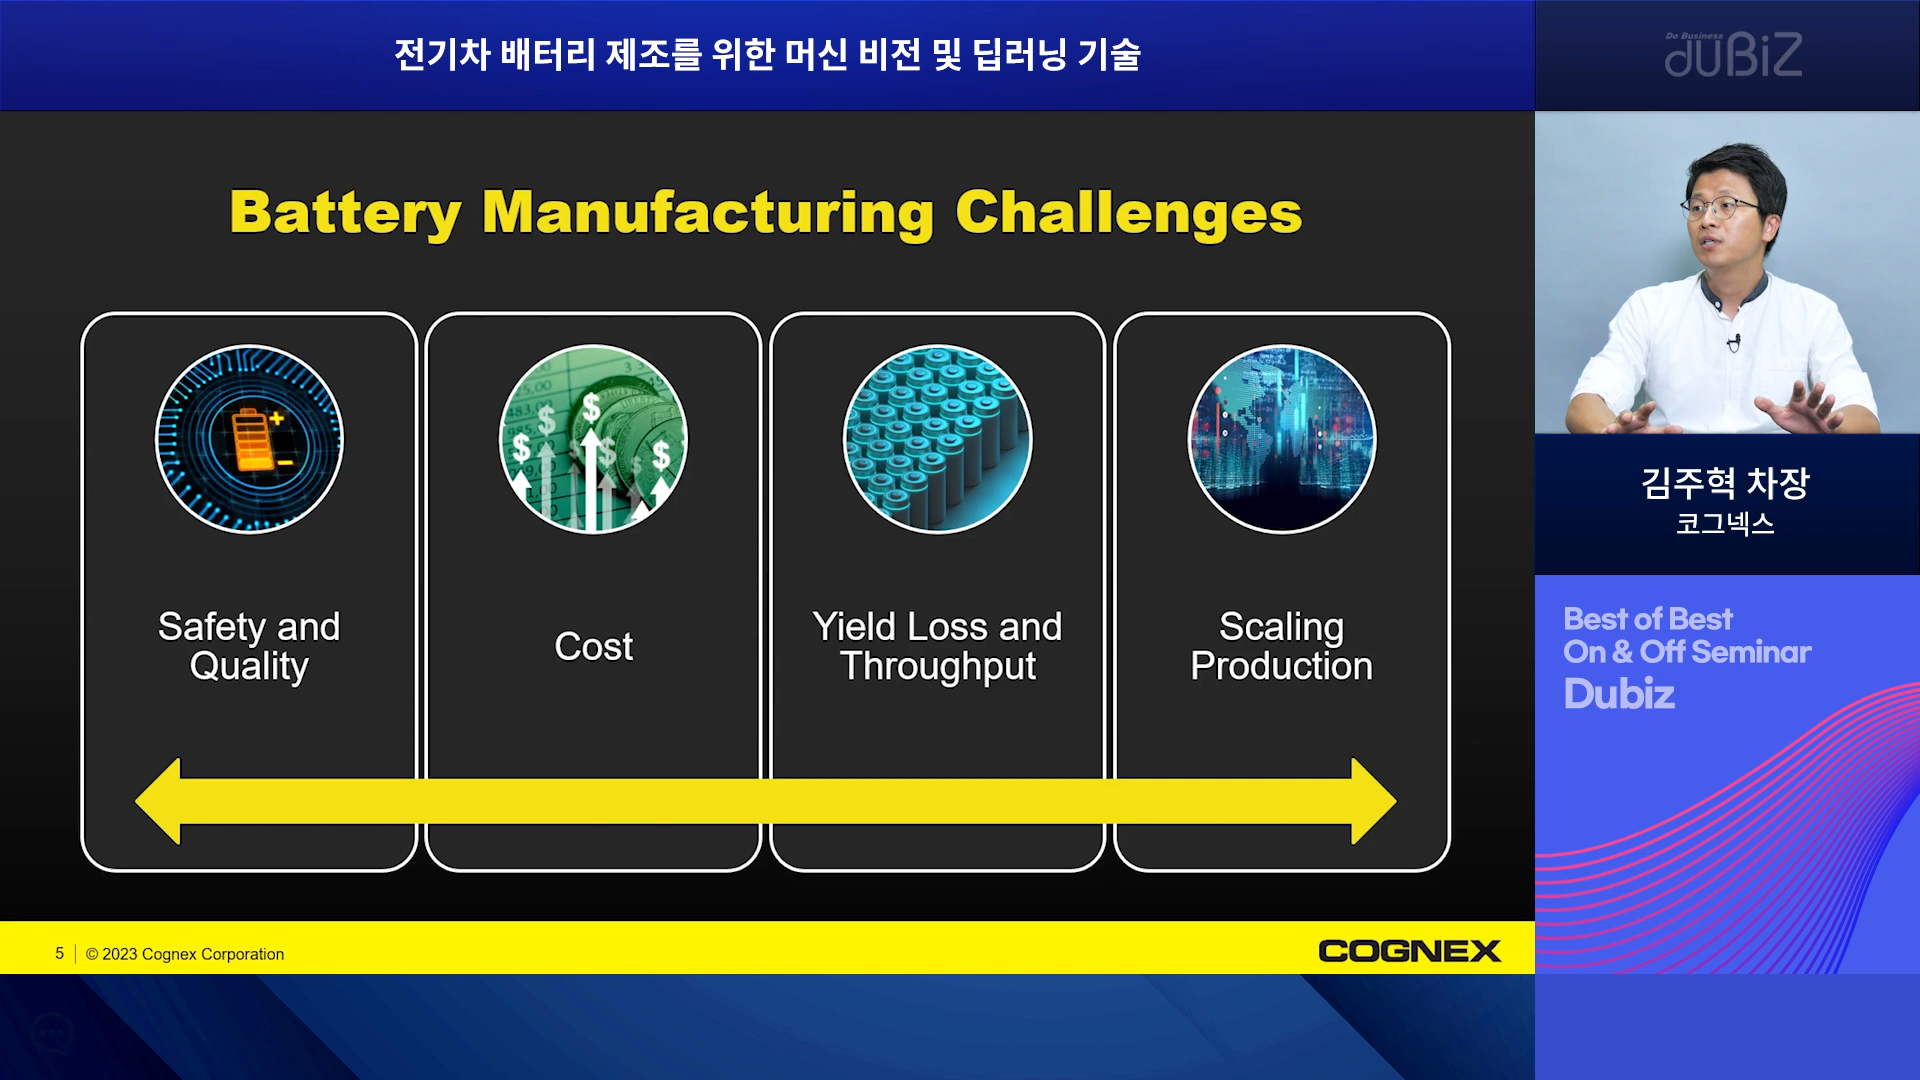 전기차 배터리 제조를 위한 머신 비전 및 딥러닝 기술
Do Business
duBiZ
Battery Manufacturing Challenges
Safety and
Quality
Cost
Yield Loss and
Throughput
Scaling
Production
5
© 2023 Cognex Corporation
COGNEX
김주혁 차장
코그넥스
Best of Best
On & Off Seminar
Dubiz